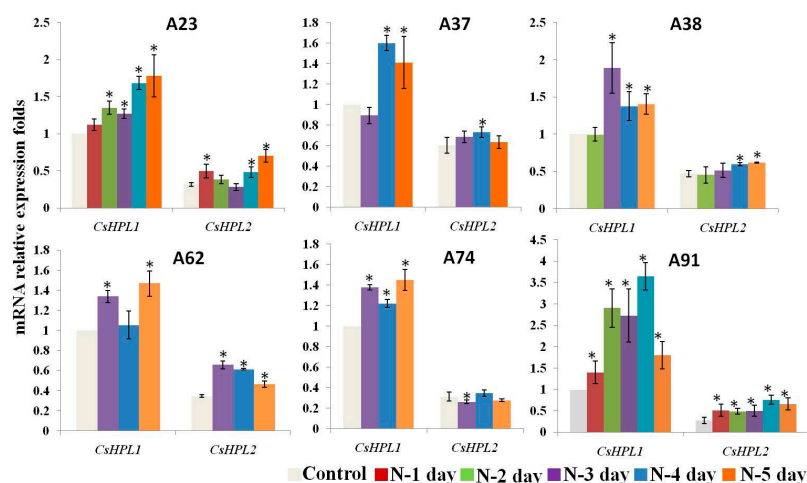 A23
A37
A38
mRNA relative expression folds
2.5
2
1.5
1
0.5
0
* * * * *
* * *
CsHPL1 CsHPL2
1.8
1.6
1.4
1.2
1
0.8
0.6
0.4
0.2
0
* *
*
CsHPL1 CsHPL2
2.5
2
1.5
1
0.5
0
* * *
* *
CsHPL1 CsHPL2
A62
A74
A91
1.6
1.4
1.2
1
0.8
0.6
0.4
0.2
0
* *
* * *
CsHPL1 CsHPL2
1.6
1.4
1.2
1
0.8
0.6
0.4
0.2
0
* * *
*
CsHPL1 CsHPL2
4.5
4
3.5
3
2.5
2
1.5
1
0.5
0
* * * * *
* * * * *
CsHPL1 CsHPL2
Control N-1 day N-2 day N-3 day N-4 day N-5 day